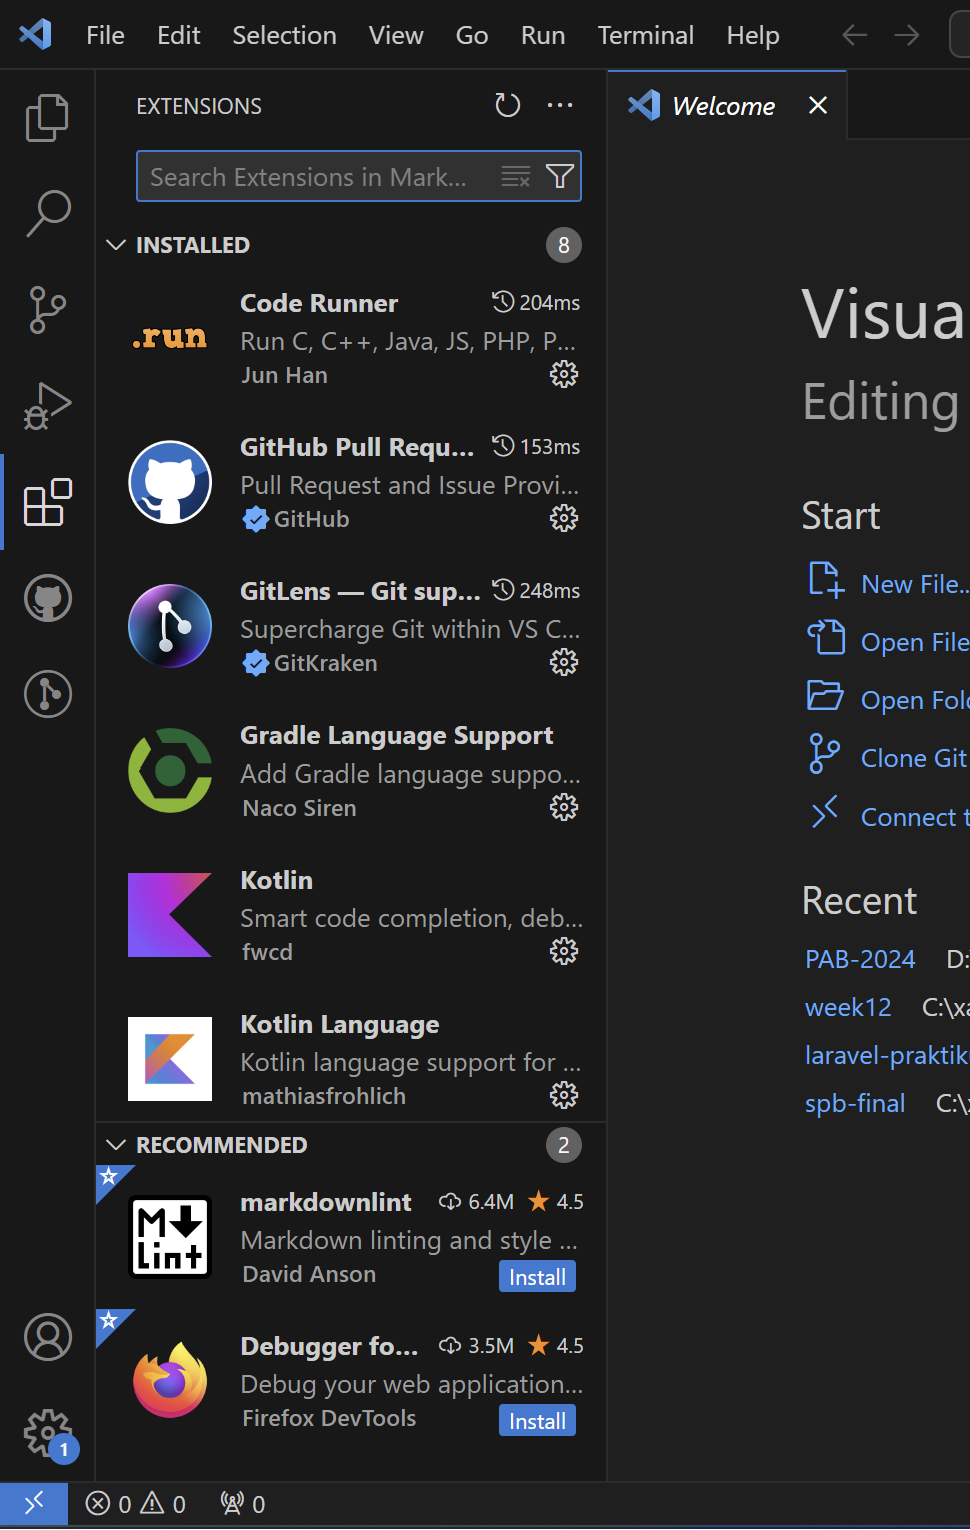 File Edit Selection View Go Run Terminal Help
EXTENSIONS
Welcome
Search Extensions in Mark...
INSTALLED 8
Code Runner 204ms
.run
Run C, C++, Java, JS, PHP, P...
Jun Han
GitHub Pull Requ... 153ms
Pull Request and Issue Provi...
GitHub
GitLens — Git sup... 248ms
Supercharge Git within VS C...
GitKraken
Gradle Language Support
Add Gradle language suppo...
Naco Siren
Kotlin
Smart code completion, deb...
fwcd
Kotlin Language
Kotlin language support for ...
mathiasfrohlich
RECOMMENDED 2
markdownlint 6.4M 4.5
M Lint
Markdown linting and style ...
David Anson
Install
Debugger fo... 3.5M 4.5
Debug your web application...
Firefox DevTools
Install
1
0 0 0
Visua
Editing
Start
New File..
Open File
Open Fol
Clone Git
Connect t
Recent
PAB-2024 D:
week12 C:\xa
laravel-praktik
spb-final C:\